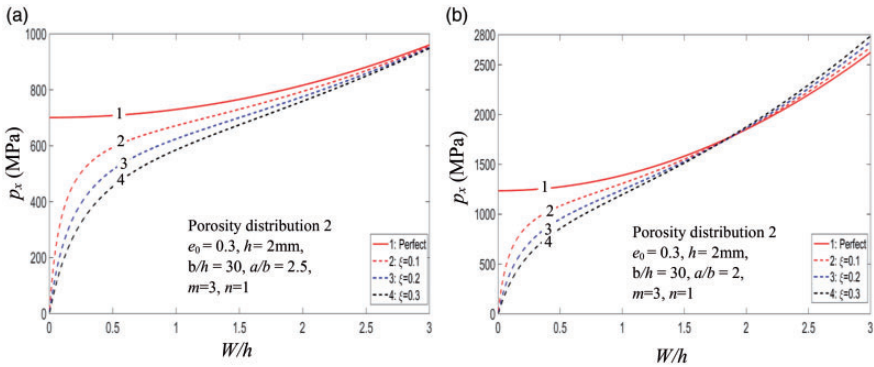 (a)
1000
800
600
400
200
0
pₓ (MPa)
1
2
3
4
Porosity distribution 2
e₀ = 0.3, h= 2mm,
b/h = 30, a/b = 2.5,
m=3, n=1
1: Perfect
2: ξ=0.1
3: ξ=0.2
4: ξ=0.3
0 0.5 1 1.5 2 2.5 3
W/h
(b)
2800
2500
2000
1500
1000
500
0
pₓ (MPa)
1
2
3
4
Porosity distribution 2
e₀ = 0.3, h= 2mm,
b/h = 30, a/b = 2,
m=3, n=1
1: Perfect
2: ξ=0.1
3: ξ=0.2
4: ξ=0.3
0 0.5 1 1.5 2 2.5 3
W/h